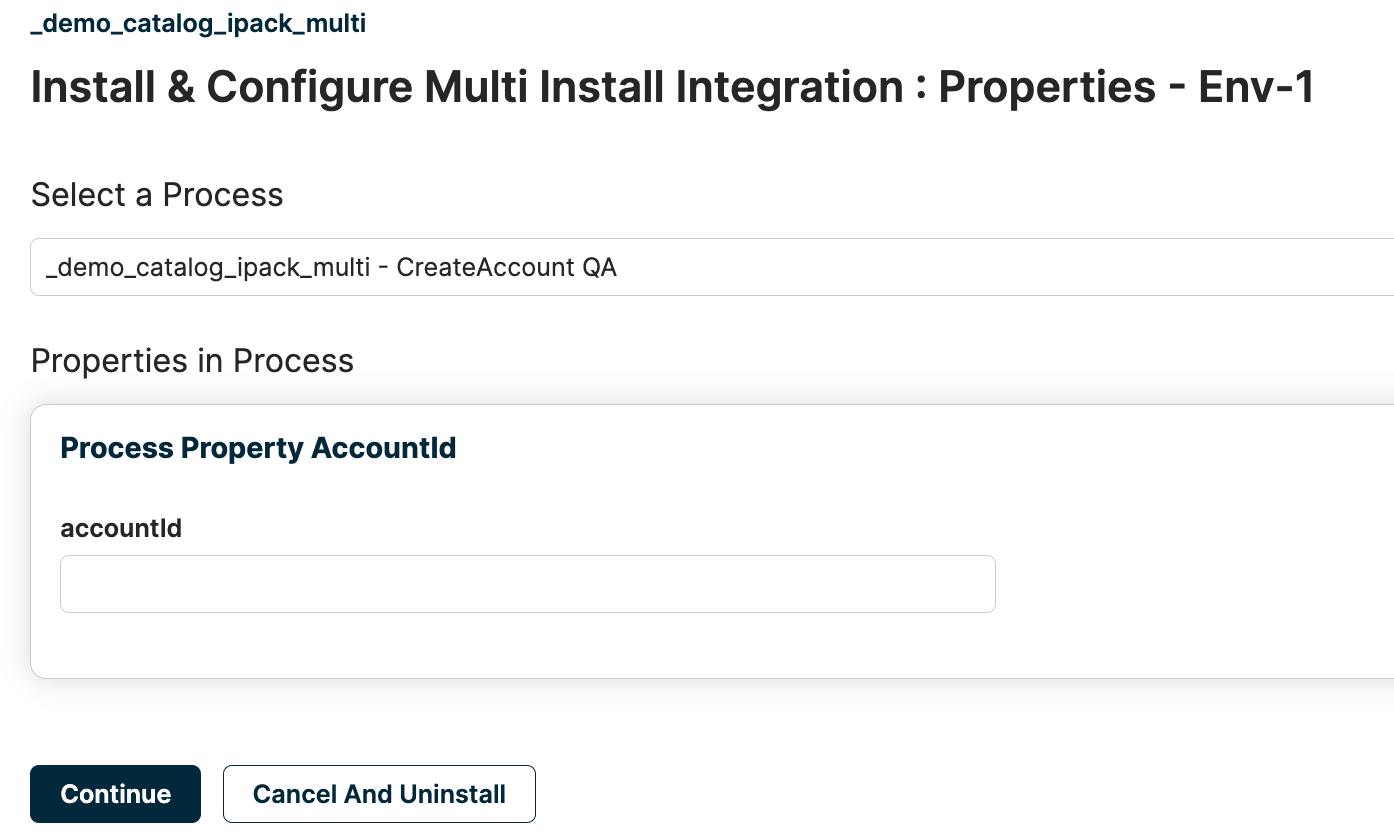 _demo_catalog_ipack_multi
Install & Configure Multi Install Integration : Properties - Env-1
Select a Process
_demo_catalog_ipack_multi - CreateAccount QA
Properties in Process
Process Property AccountId
accountId
Continue
Cancel And Uninstall